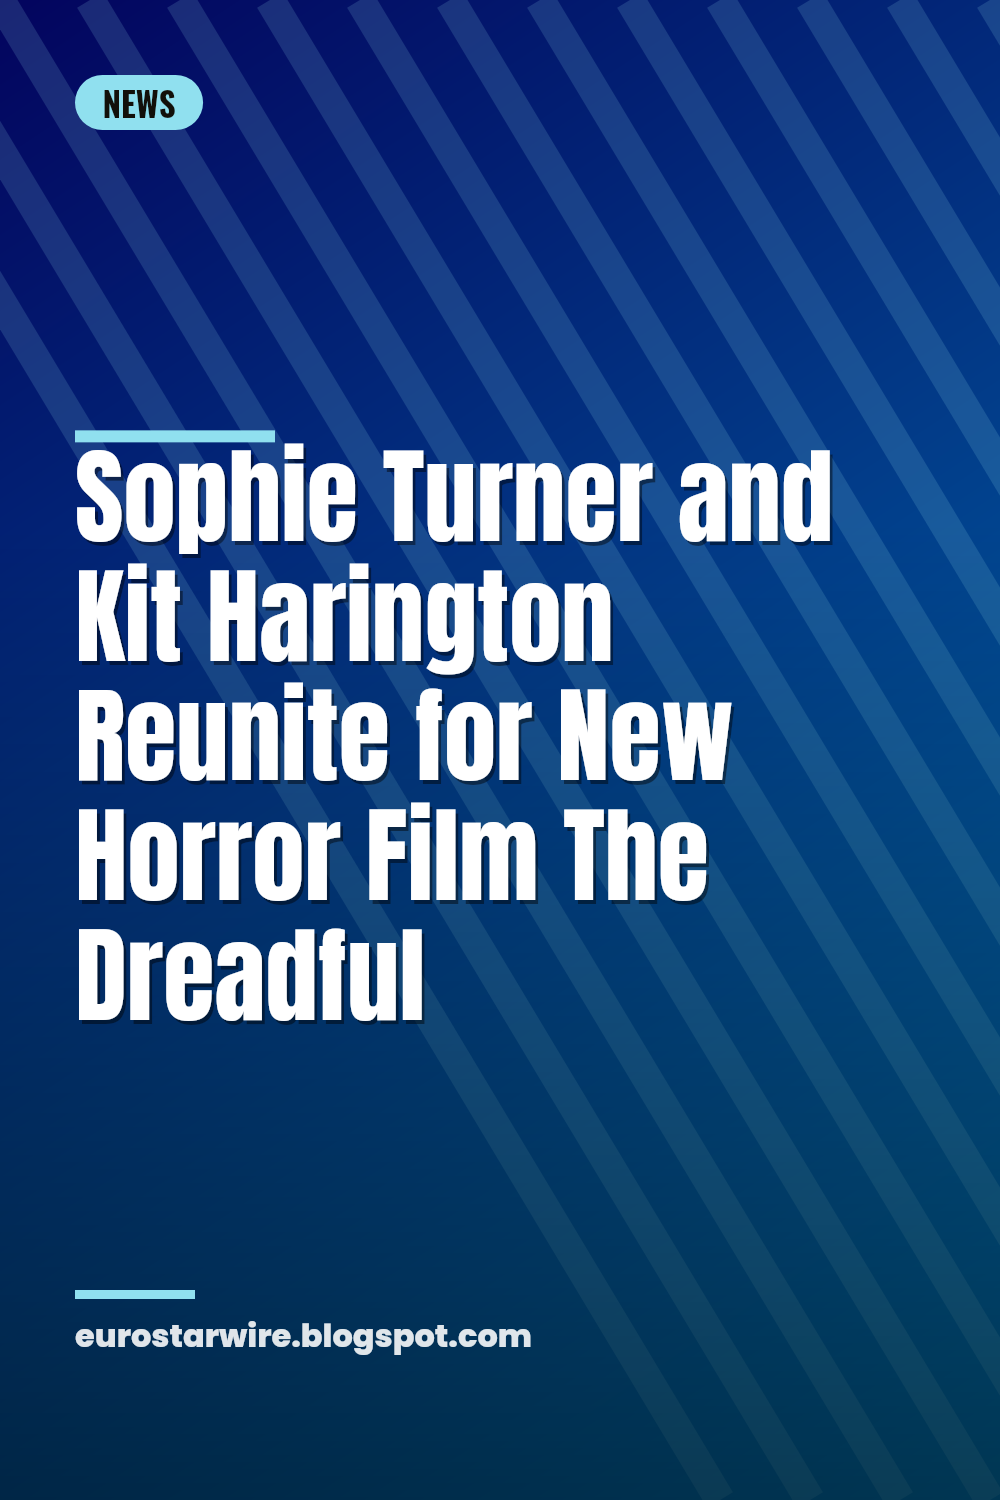 NEWS
Sophie Turner and
Kit Harington
Reunite for New
Horror Film The
Dreadful
eurostarwire.blogspot.com